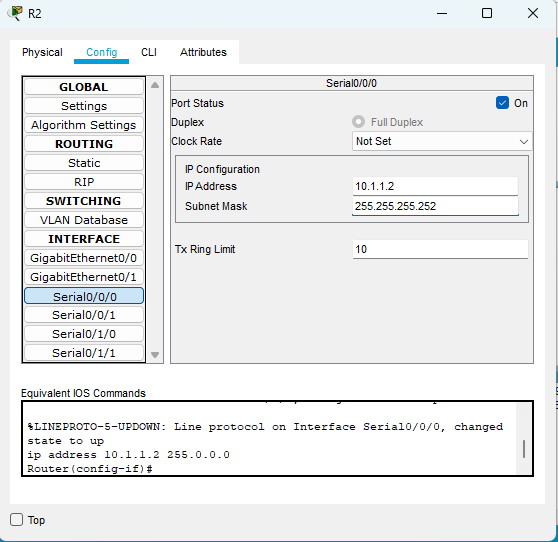 R2
Physical Config CLI Attributes
GLOBAL
Settings
Algorithm Settings
ROUTING
Static
RIP
SWITCHING
VLAN Database
INTERFACE
GigabitEthernet0/0
GigabitEthernet0/1
Serial0/0/0
Serial0/0/1
Serial0/1/0
Serial0/1/1
Serial0/0/0
Port Status On
Duplex Full Duplex
Clock Rate Not Set
IP Configuration
IP Address 10.1.1.2
Subnet Mask 255.255.255.252
Tx Ring Limit 10
Equivalent IOS Commands
%LINEPROTO-5-UPDOWN: Line protocol on Interface Serial0/0/0, changed
state to up
ip address 10.1.1.2 255.0.0.0
Router(config-if)#
Top